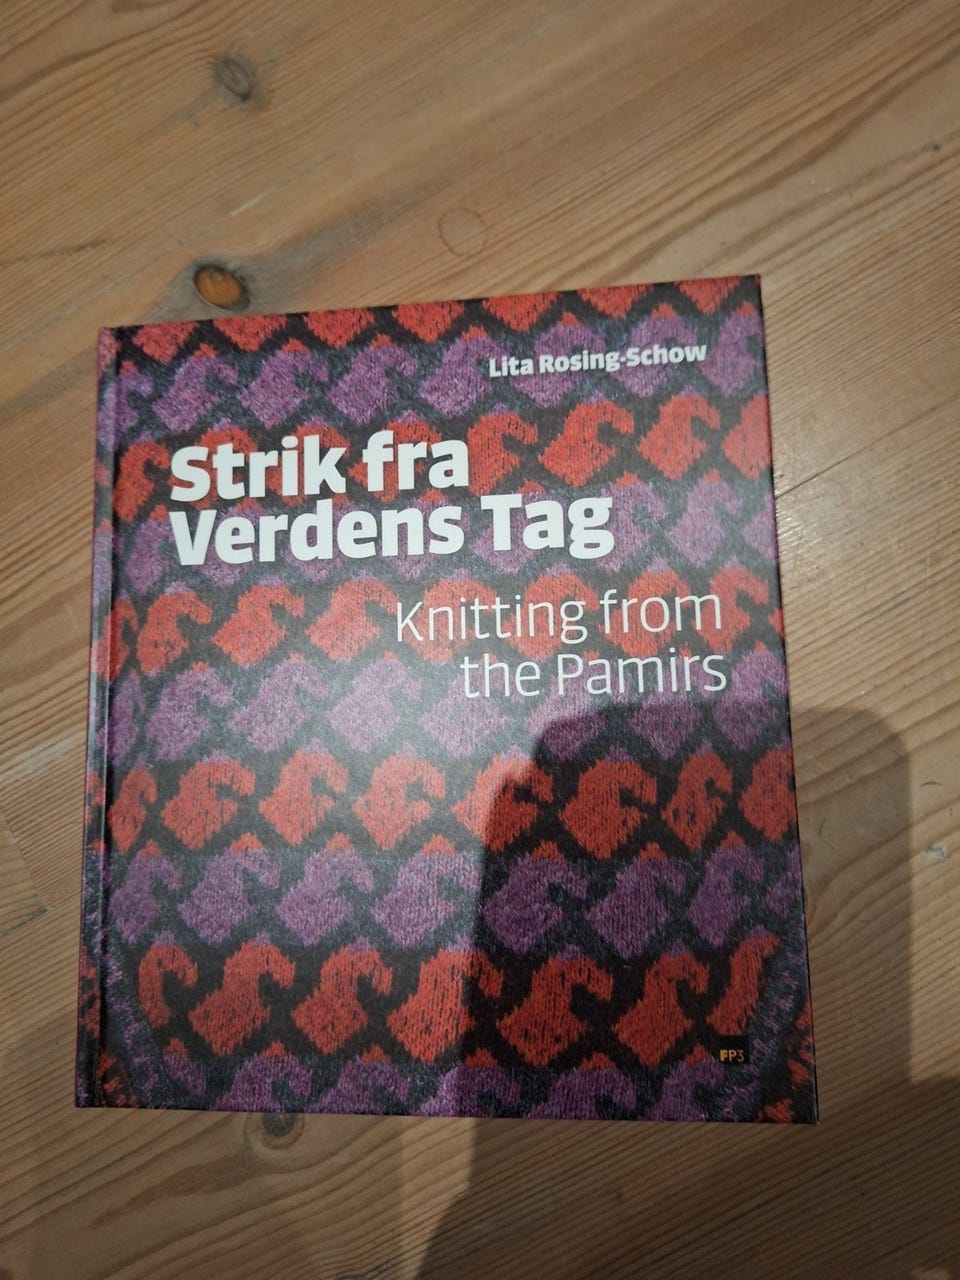 Lita Rosing-Schow
Strik fra
Verdens Tag
Knitting from
the Pamirs
FP3